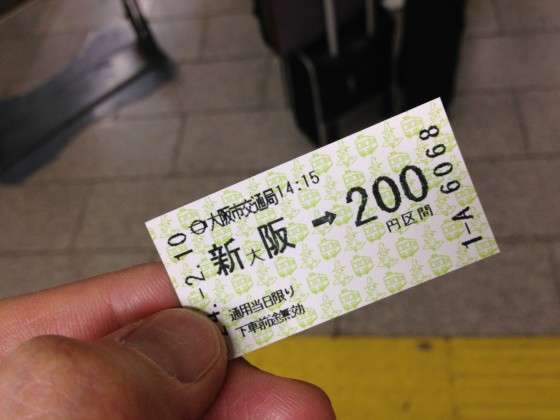 大阪市交通局14:15
新大阪→200
円区間
通用当日限り
下車前途無効
-2.10
1-A 6068